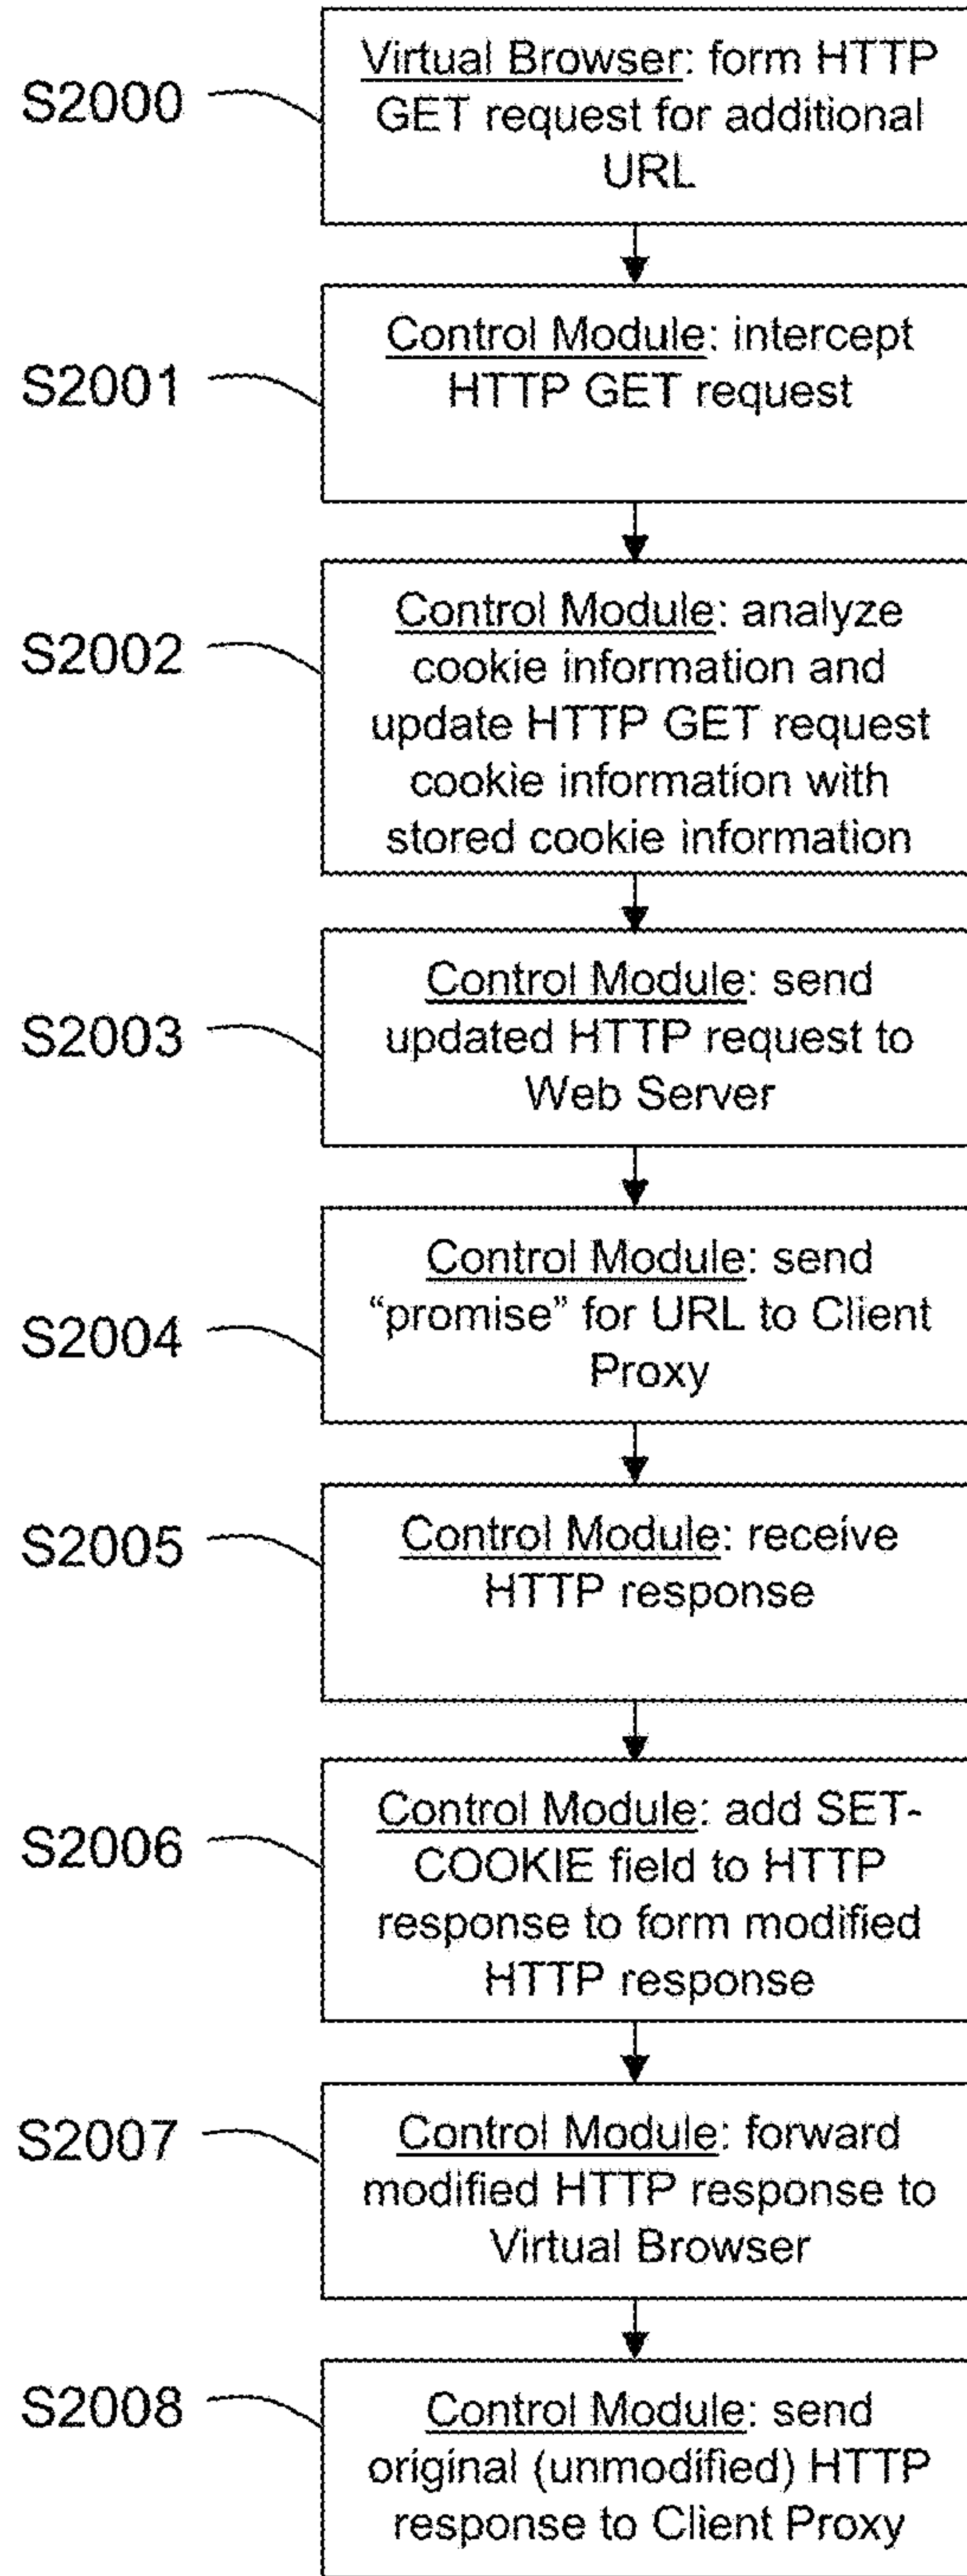 S2000
Virtual Browser: form HTTP
GET request for additional
URL
S2001
Control Module: intercept
HTTP GET request
S2002
Control Module: analyze
cookie information and
update HTTP GET request
cookie information with
stored cookie information
S2003
Control Module: send
updated HTTP request to
Web Server
S2004
Control Module: send
“promise” for URL to Client
Proxy
S2005
Control Module: receive
HTTP response
S2006
Control Module: add SET-
COOKIE field to HTTP
response to form modified
HTTP response
S2007
Control Module: forward
modified HTTP response to
Virtual Browser
S2008
Control Module: send
original (unmodified) HTTP
response to Client Proxy